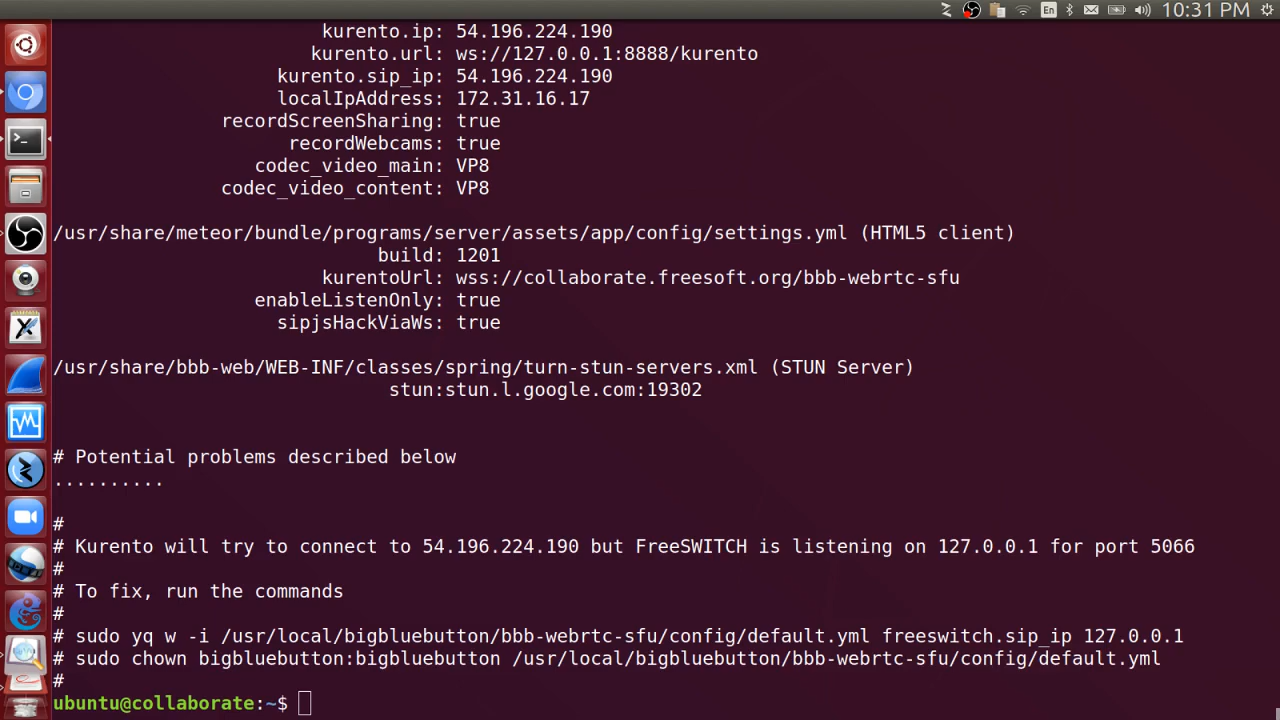 En 10:31 PM
kurento.ip: 54.196.224.190
kurento.url: ws://127.0.0.1:8888/kurento
kurento.sip_ip: 54.196.224.190
localIpAddress: 172.31.16.17
recordScreenSharing: true
recordWebcams: true
codec_video_main: VP8
codec_video_content: VP8
/usr/share/meteor/bundle/programs/server/assets/app/config/settings.yml (HTML5 client)
build: 1201
kurentoUrl: wss://collaborate.freesoft.org/bbb-webrtc-sfu
enableListenOnly: true
sipjsHackViaWs: true
/usr/share/bbb-web/WEB-INF/classes/spring/turn-stun-servers.xml (STUN Server)
stun:stun.l.google.com:19302
# Potential problems described below
..........
#
# Kurento will try to connect to 54.196.224.190 but FreeSWITCH is listening on 127.0.0.1 for port 5066
#
# To fix, run the commands
#
# sudo yq w -i /usr/local/bigbluebutton/bbb-webrtc-sfu/config/default.yml freeswitch.sip_ip 127.0.0.1
# sudo chown bigbluebutton:bigbluebutton /usr/local/bigbluebutton/bbb-webrtc-sfu/config/default.yml
#
ubuntu@collaborate:~$